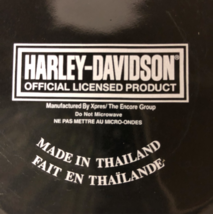 HARLEY-DAVIDSON
OFFICIAL LICENSED PRODUCT
Manufactured By Xpres/ The Encore Group
Do Not Microwave
NE PAS METTRE AU MICRO-ONDES
MADE IN THAILAND
FAIT EN THAÏLANDE